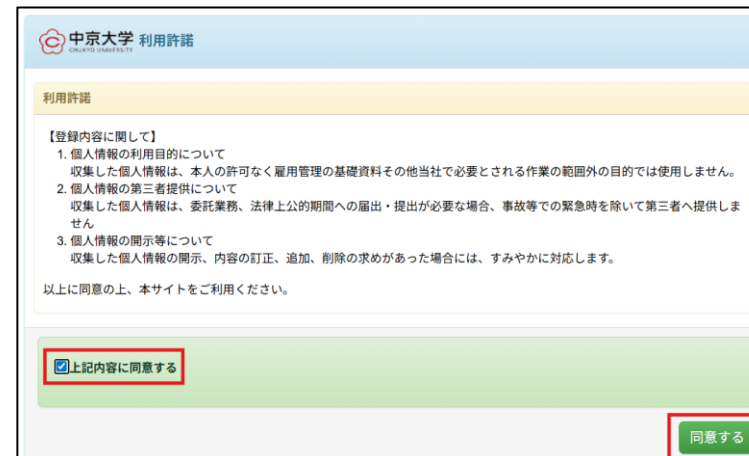 中京大学 利用許諾
CHUKYO UNIVERSITY
利用許諾
【登録内容に関して】
1. 個人情報の利用目的について
収集した個人情報は、本人の許可なく雇用管理の基礎資料その他当社で必要とされる作業の範囲外の目的では使用しません。
2. 個人情報の第三者提供について
収集した個人情報は、委託業務、法律上公的期間への届出・提出が必要な場合、事故等での緊急時を除いて第三者へ提供しま
せん
3. 個人情報の開示等について
収集した個人情報の開示、内容の訂正、追加、削除の求めがあった場合には、すみやかに対応します。
以上に同意の上、本サイトをご利用ください。
上記内容に同意する
同意する